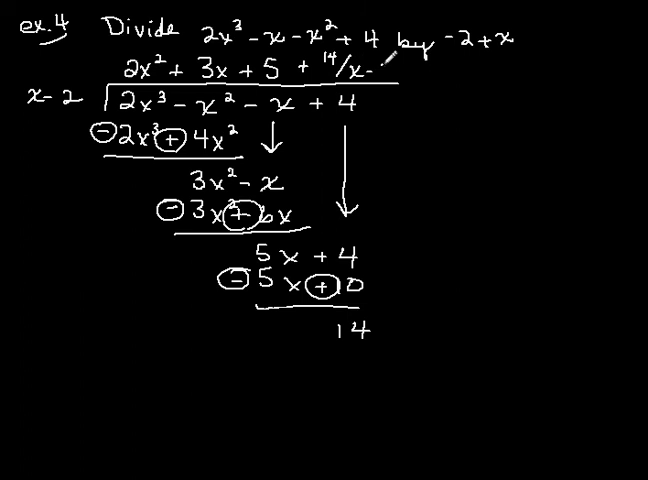 ex.4 Divide 2x³ - x - x² + 4 by -2 + x
2x² + 3x + 5 + 14/x-
x - 2 2x³ - x² - x + 4
- 2x³ + 4x²
3x² - x
- 3x² + 6x
5x + 4
- 5x + 10
14